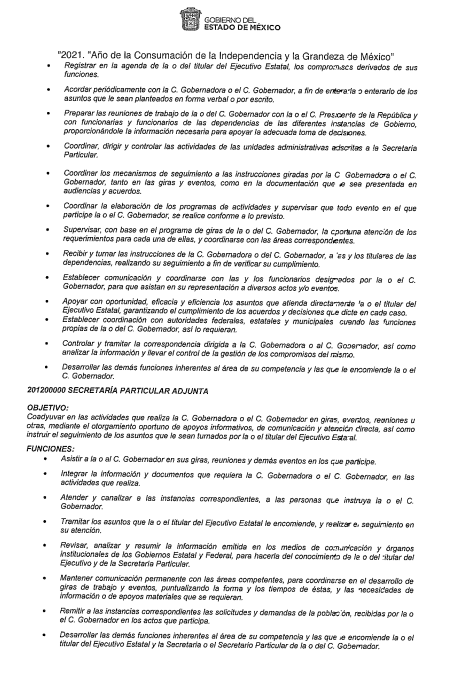 GOBIERNO DEL
ESTADO DE MÉXICO
"2021. "Año de la Consumación de la Independencia y la Grandeza de México"
• Registrar en la agenda de la o del titular del Ejecutivo Estatal, los compromisos derivados de sus
funciones.
• Acordar periódicamente con la C. Gobernadora o el C. Gobernador, a fin de enterarla o enterarlo de los
asuntos que le sean planteados en forma verbal o por escrito.
• Preparar las reuniones de trabajo de la o del C. Gobernador con la o el C. Presidente de la República y
con funcionarias y funcionarios de las dependencias de las diferentes instancias de Gobierno,
proporcionándole la información necesaria para apoyar la adecuada toma de decisiones.
• Coordinar, dirigir y controlar las actividades de las unidades administrativas adscritas a la Secretaría
Particular.
• Coordinar los mecanismos de seguimiento a las instrucciones giradas por la C. Gobernadora o el C.
Gobernador, tanto en las giras y eventos, como en la documentación que le sea presentada en
audiencias y acuerdos.
• Coordinar la elaboración de los programas de actividades y supervisar que todo evento en el que
participe la o el C. Gobernador, se realice conforme a lo previsto.
• Supervisar, con base en el programa de giras de la o del C. Gobernador, la oportuna atención de los
requerimientos para cada una de ellas, y coordinarse con las áreas correspondientes.
• Recibir y turnar las instrucciones de la C. Gobernadora o del C. Gobernador, a las y los titulares de las
dependencias, realizando su seguimiento a fin de verificar su cumplimiento.
• Establecer comunicación y coordinarse con las y los funcionarios designados por la o el C.
Gobernador, para que asistan en su representación a diversos actos y/o eventos.
• Apoyar con oportunidad, eficacia y eficiencia los asuntos que atienda directamente la o el titular del
Ejecutivo Estatal, garantizando el cumplimiento de los acuerdos y decisiones que dicte en cada caso.
• Establecer coordinación con autoridades federales, estatales y municipales cuando las funciones
propias de la o del C. Gobernador, así lo requieran.
• Controlar y tramitar la correspondencia dirigida a la C. Gobernadora o al C. Gobernador, así como
analizar la información y llevar el control de la gestión de los compromisos del mismo.
• Desarrollar las demás funciones inherentes al área de su competencia y las que le encomiende la o el
C. Gobernador.
201200000 SECRETARÍA PARTICULAR ADJUNTA
OBJETIVO:
Coadyuvar en las actividades que realiza la C. Gobernadora o el C. Gobernador en giras, eventos, reuniones u
otras, mediante el otorgamiento oportuno de apoyos informativos, de comunicación y atención directa, así como
instruir el seguimiento de los asuntos que le sean turnados por la o el titular del Ejecutivo Estatal.
FUNCIONES:
• Asistir a la o al C. Gobernador en sus giras, reuniones y demás eventos en los que participe.
• Integrar la información y documentos que requiera la C. Gobernadora o el C. Gobernador, en las
actividades que realiza.
• Atender y canalizar a las instancias correspondientes, a las personas que instruya la o el C.
Gobernador.
• Tramitar los asuntos que la o el titular del Ejecutivo Estatal le encomiende, y realizar el seguimiento en
su atención.
• Revisar, analizar y resumir la información emitida en los medios de comunicación y órganos
institucionales de los Gobiernos Estatal y Federal, para hacerla del conocimiento de la o del titular del
Ejecutivo y de la Secretaría Particular.
• Mantener comunicación permanente con las áreas competentes, para coordinarse en el desarrollo de
giras de trabajo y eventos, puntualizando la forma y los tiempos de éstas, y las necesidades de
información o de apoyos materiales que se requieran.
• Remitir a las instancias correspondientes las solicitudes y demandas de la población, recibidas por la o
el C. Gobernador en los actos que participa.
• Desarrollar las demás funciones inherentes al área de su competencia y las que le encomiende la o el
titular del Ejecutivo Estatal y la Secretaria o el Secretario Particular de la o del C. Gobernador.